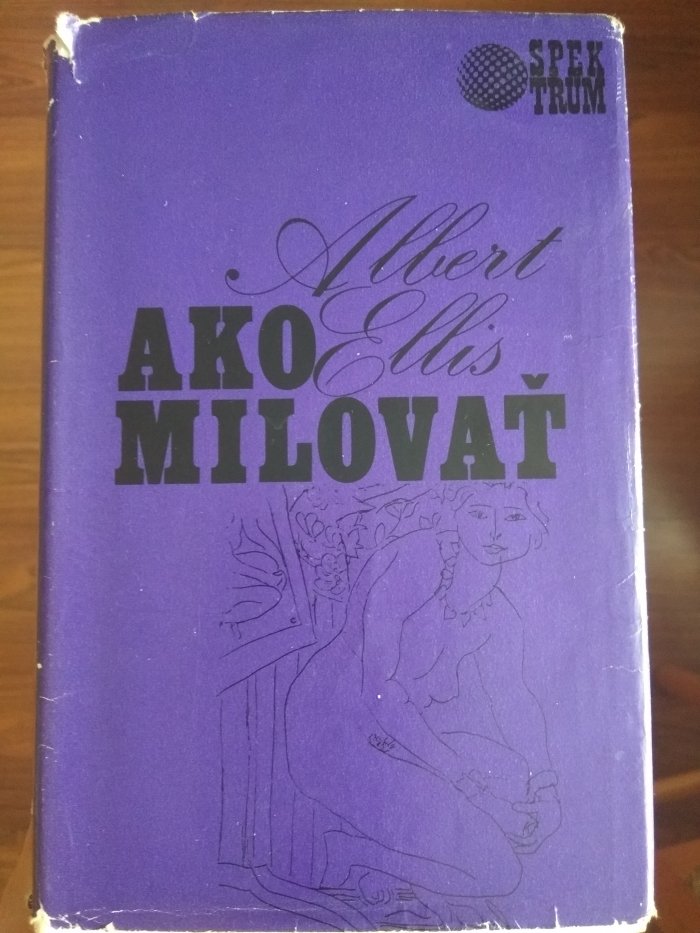 SPEK
TRUM
Albert
Ellis
AKO
MILOVAŤ